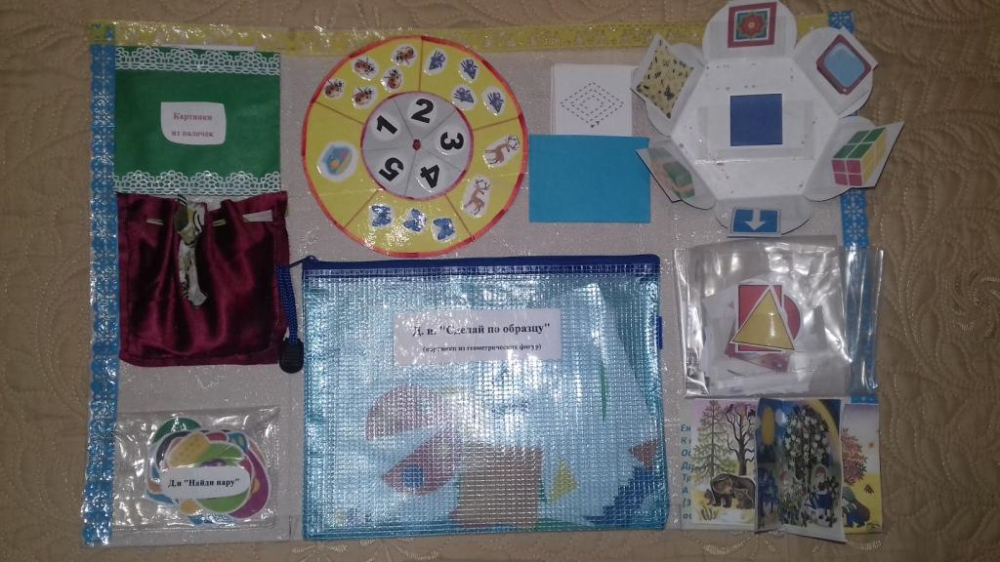 Картинки
из палочек
1
2
3
4
5
Д. и. "Сделай по образцу"
(картинки из геометрических фигур)
Д.и "Найди пару"